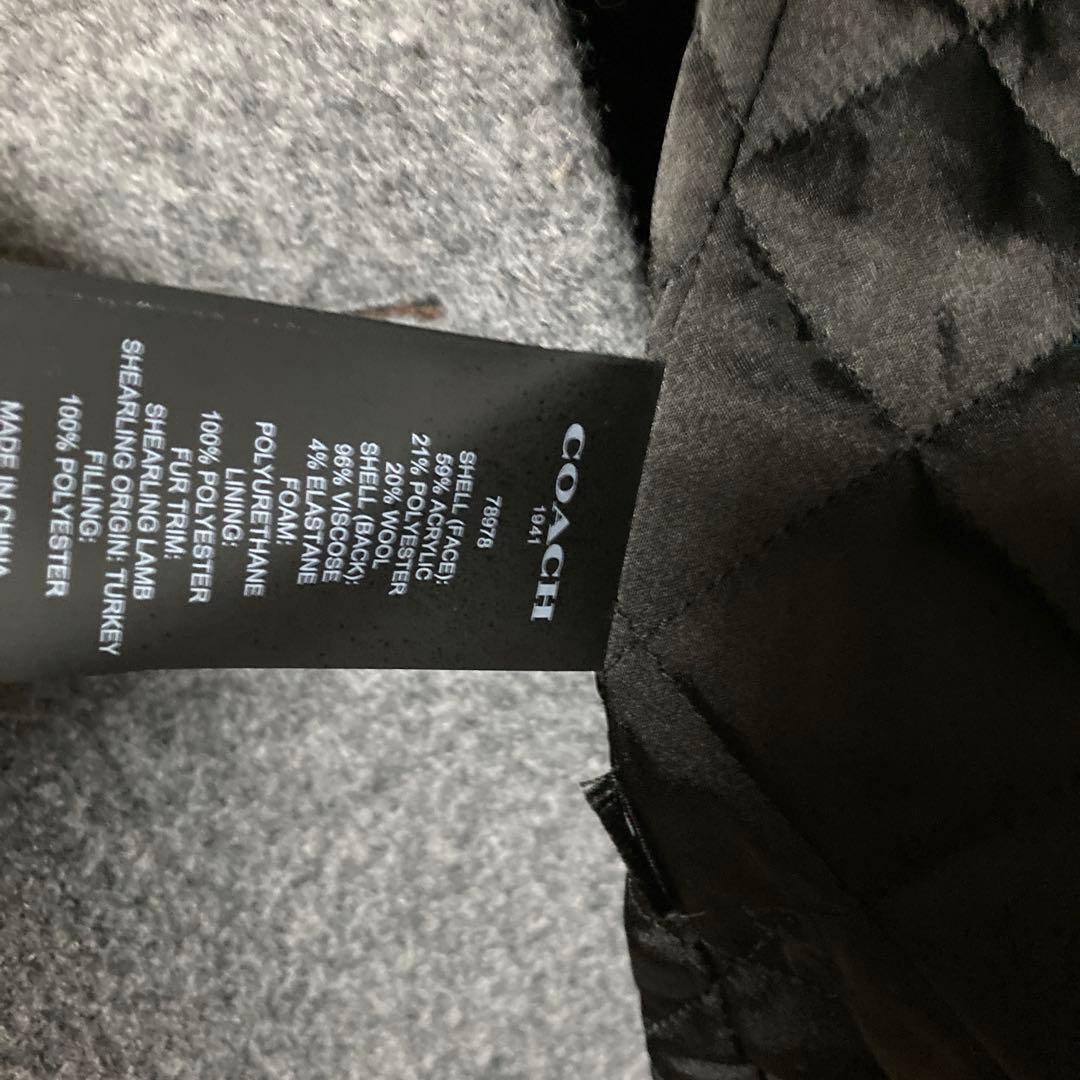 COACH
1941
78978
SHELL (FACE):
59% ACRYLIC
21% POLYESTER
20% WOOL
SHELL (BACK):
96% VISCOSE
4% ELASTANE
FOAM
POLYURETHANE
LINING:
100% POLYESTER
FUR TRIM:
SHEARLING LAMB
SHEARLING ORIGIN: TURKEY
FILLING:
100% POLYESTER
MADE IN CHINA